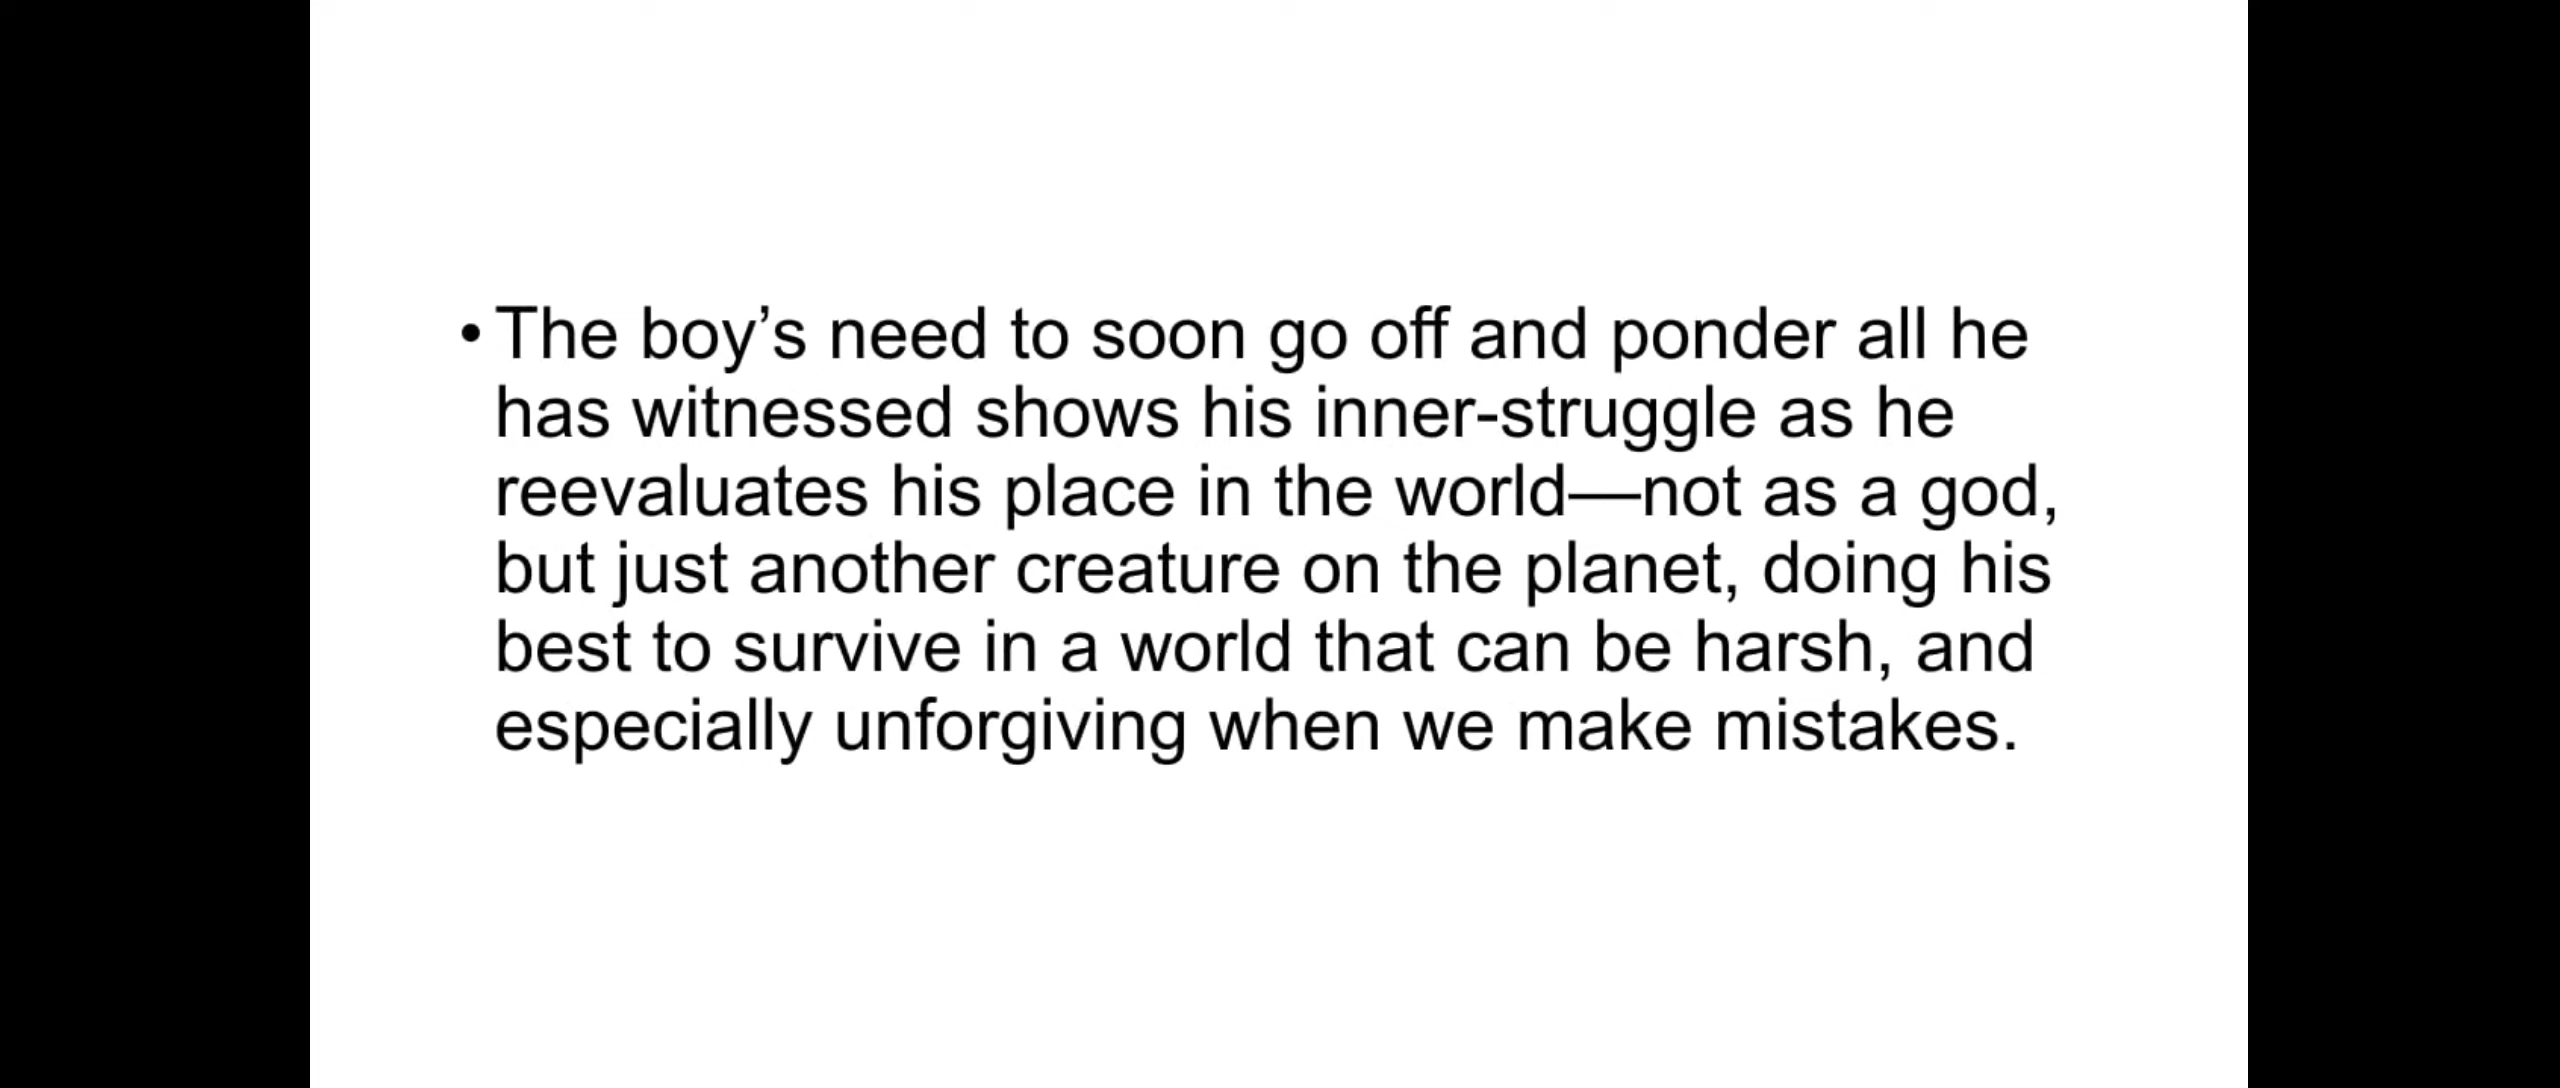 • The boy’s need to soon go off and ponder all he
has witnessed shows his inner-struggle as he
reevaluates his place in the world—not as a god,
but just another creature on the planet, doing his
best to survive in a world that can be harsh, and
especially unforgiving when we make mistakes.